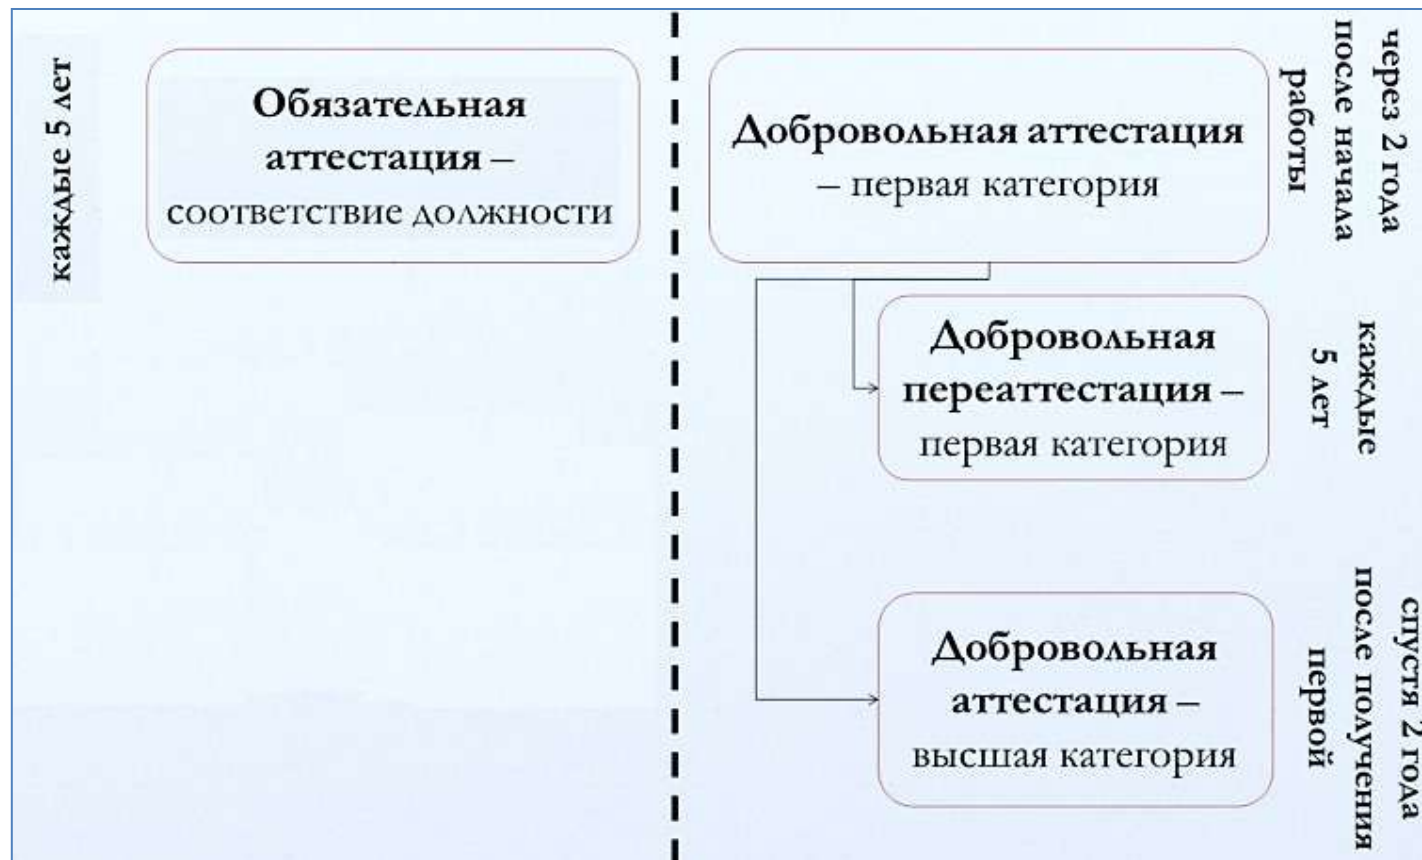 каждые 5 лет
Обязательная
аттестация –
соответствие должности
Добровольная аттестация
– первая категория
через 2 года
после начала
работы
Добровольная
переаттестация –
первая категория
каждые
5 лет
Добровольная
аттестация –
высшая категория
спустя 2 года
после получения
первой